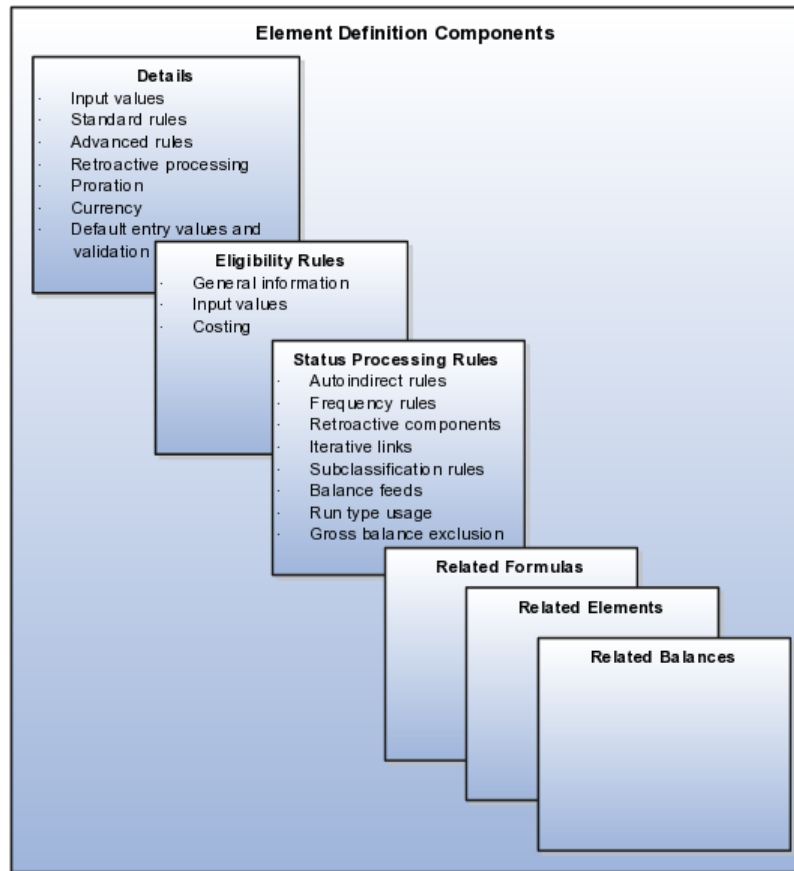 Element Definition Components
Details
· Input values
· Standard rules
· Advanced rules
· Retroactive processing
· Proration
· Currency
· Default entry values and
validation
Eligibility Rules
· General information
· Input values
· Costing
Status Processing Rules
· Autoindirect rules
· Frequency rules
· Retroactive components
· Iterative links
· Subclassification rules
· Balance feeds
· Run type usage
· Gross balance exclusion
Related Formulas
Related Elements
Related Balances